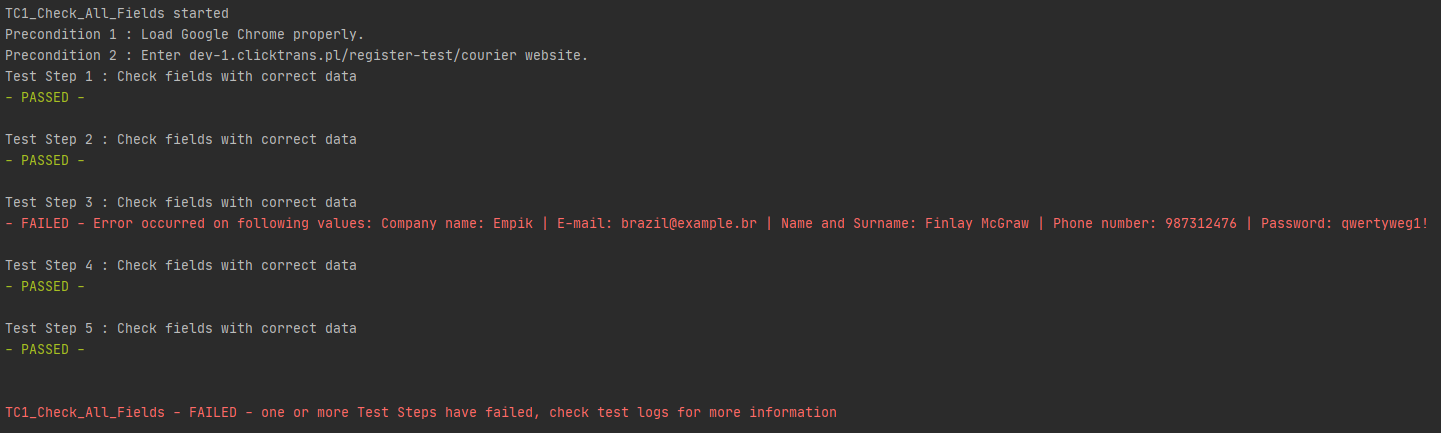 TC1_Check_All_Fields started
Precondition 1 : Load Google Chrome properly.
Precondition 2 : Enter dev-1.clicktrans.pl/register-test/courier website.
Test Step 1 : Check fields with correct data
- PASSED -
Test Step 2 : Check fields with correct data
- PASSED -
Test Step 3 : Check fields with correct data
- FAILED - Error occurred on following values: Company name: Empik | E-mail: brazil@example.br | Name and Surname: Finlay McGraw | Phone number: 987312476 | Password: qwertyweg1!
Test Step 4 : Check fields with correct data
- PASSED -
Test Step 5 : Check fields with correct data
- PASSED -
TC1_Check_All_Fields - FAILED - one or more Test Steps have failed, check test logs for more information